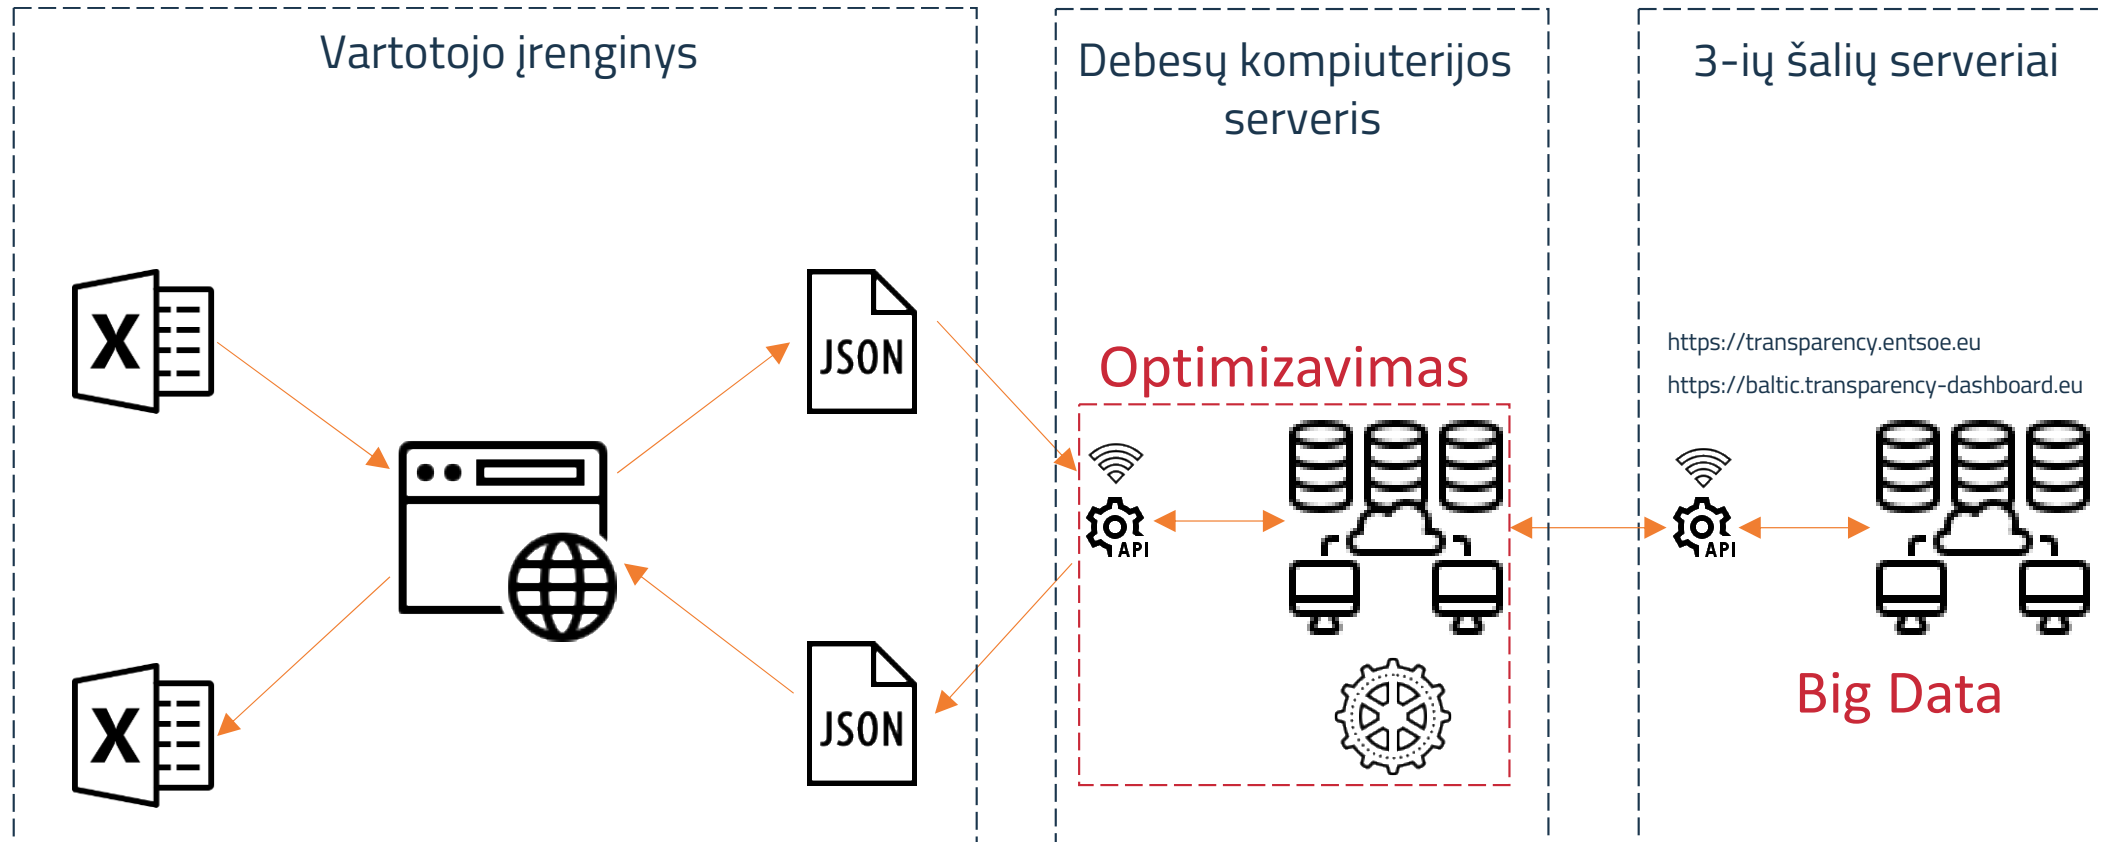 Vartotojo įrenginys
Debesų kompiuterijos
serveris
3-ių šalių serveriai
X
JSON
https://transparency.entsoe.eu
https://baltic.transparency-dashboard.eu
Optimizavimas
API
API
X
JSON
Big Data